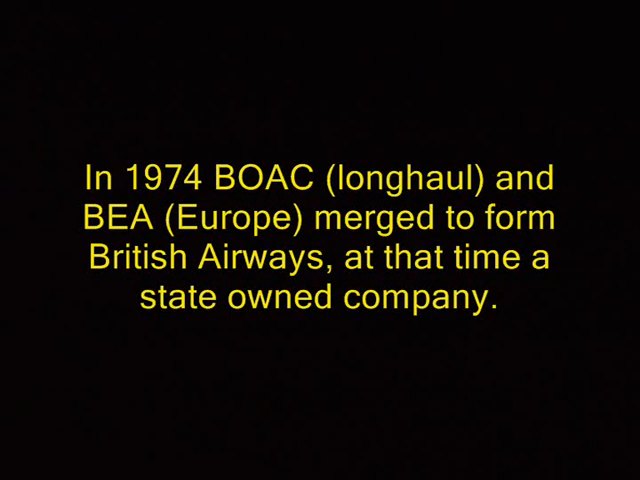 In 1974 BOAC (longhaul) and
BEA (Europe) merged to form
British Airways, at that time a
state owned company.